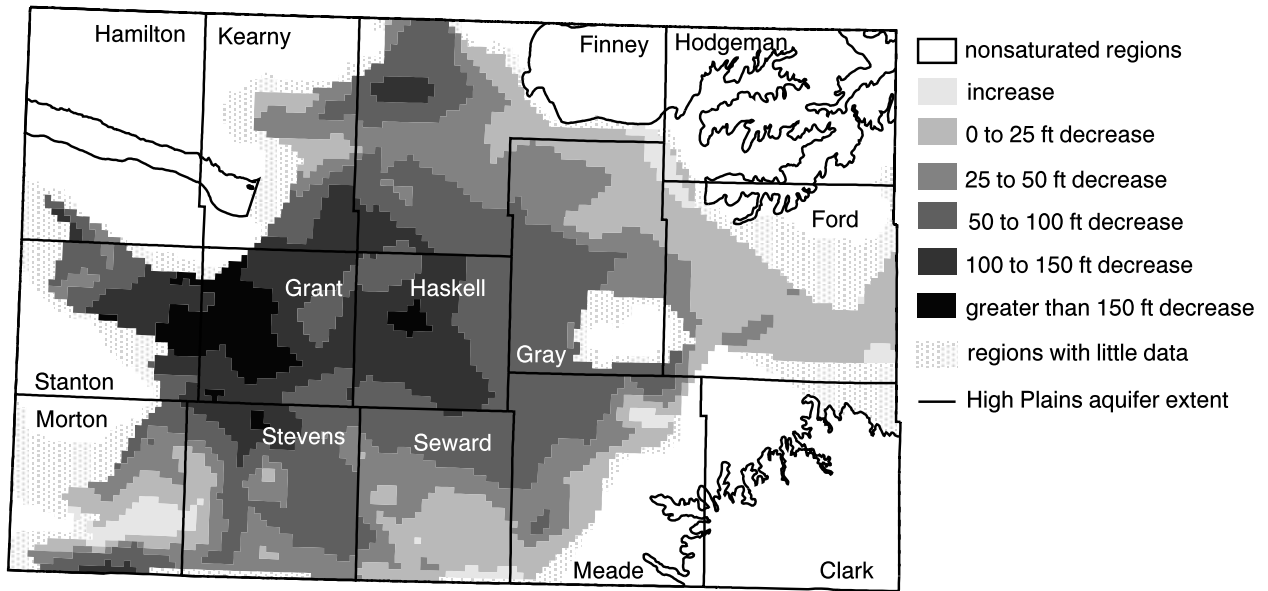 Hamilton
Kearny
Finney
Hodgeman
Ford
Grant
Haskell
Gray
Stanton
Morton
Stevens
Seward
Meade
Clark
nonsaturated regions
increase
0 to 25 ft decrease
25 to 50 ft decrease
50 to 100 ft decrease
100 to 150 ft decrease
greater than 150 ft decrease
regions with little data
High Plains aquifer extent